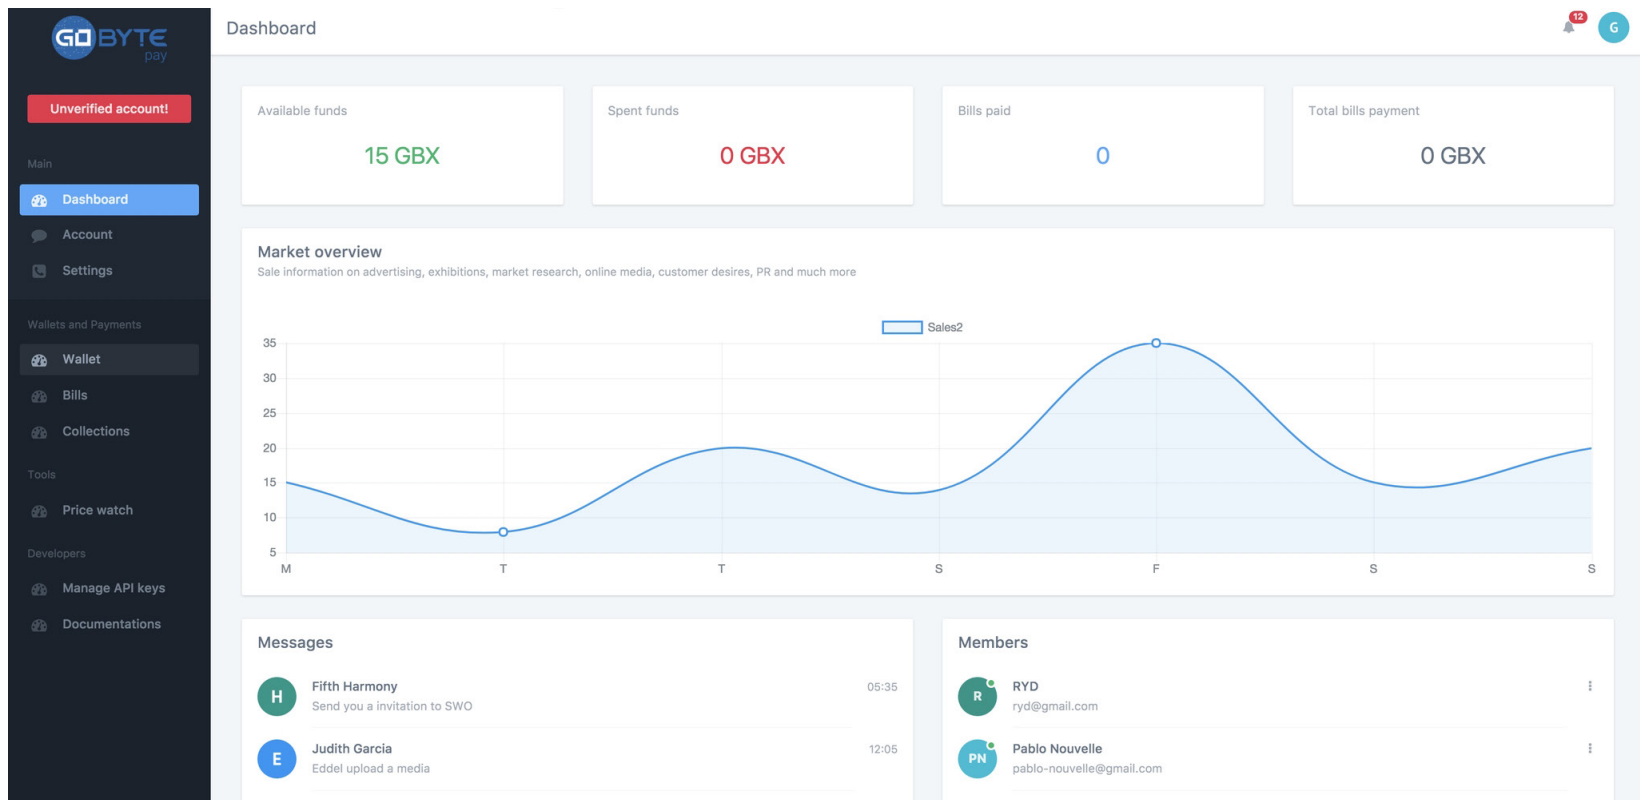 GOBYTE
pay
Unverified account!
Main
Dashboard
Account
Settings
Wallets and Payments
Wallet
Bills
Collections
Tools
Price watch
Developers
Manage API keys
Documentations
Dashboard
12
G
Available funds
15 GBX
Spent funds
0 GBX
Bills paid
0
Total bills payment
0 GBX
Market overview
Sale information on advertising, exhibitions, market research, online media, customer desires, PR and much more
Sales2
35
30
25
20
15
10
5
M T T S F S S
Messages
H
Fifth Harmony
05:35
Send you a invitation to SWO
E
Judith Garcia
12:05
Eddel upload a media
Members
R
RYD
ryd@gmail.com
PN
Pablo Nouvelle
pablo-nouvelle@gmail.com